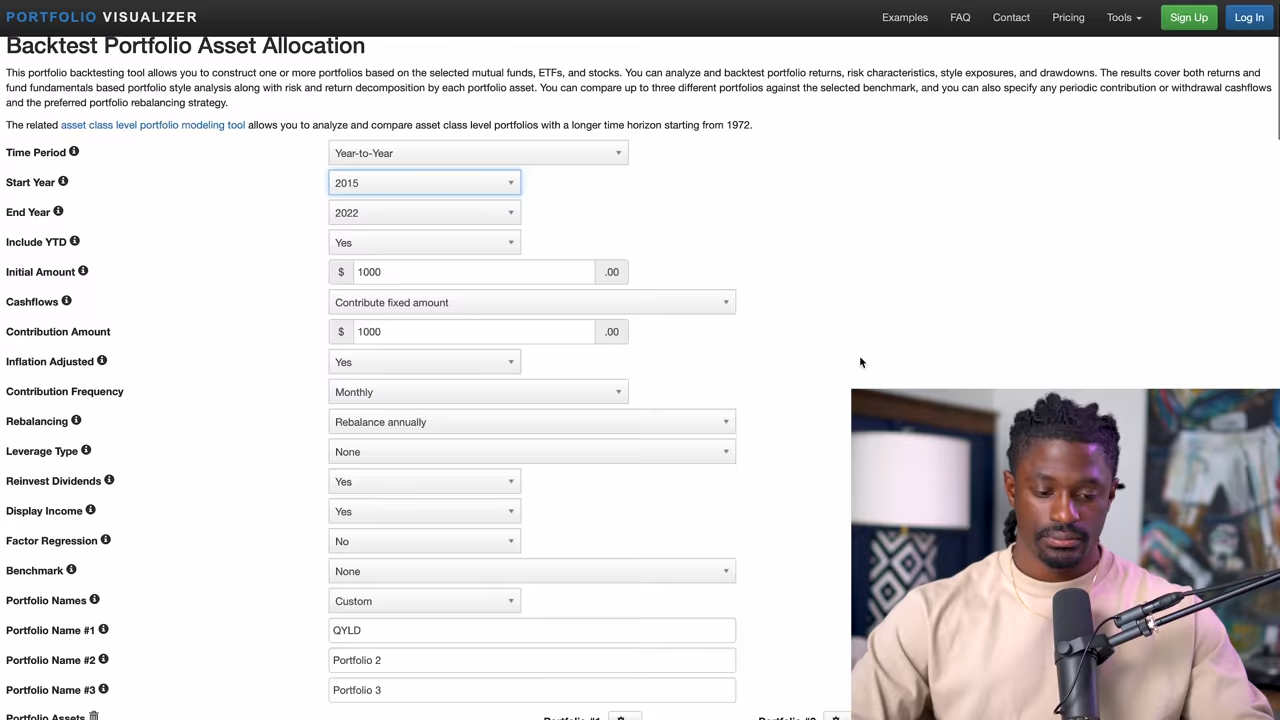 PORTFOLIO VISUALIZER Examples FAQ Contact Pricing Tools Sign Up Log In
Backtest Portfolio Asset Allocation
This portfolio backtesting tool allows you to construct one or more portfolios based on the selected mutual funds, ETFs, and stocks. You can analyze and backtest portfolio returns, risk characteristics, style exposures, and drawdowns. The results cover both returns and
fund fundamentals based portfolio style analysis along with risk and return decomposition by each portfolio asset. You can compare up to three different portfolios against the selected benchmark, and you can also specify any periodic contribution or withdrawal cashflows
and the preferred portfolio rebalancing strategy.
The related asset class level portfolio modeling tool allows you to analyze and compare asset class level portfolios with a longer time horizon starting from 1972.
Time Period Year-to-Year
Start Year 2015
End Year 2022
Include YTD Yes
Initial Amount $ 1000 .00
Cashflows Contribute fixed amount
Contribution Amount $ 1000 .00
Inflation Adjusted Yes
Contribution Frequency Monthly
Rebalancing Rebalance annually
Leverage Type None
Reinvest Dividends Yes
Display Income Yes
Factor Regression No
Benchmark None
Portfolio Names Custom
Portfolio Name #1 QYLD
Portfolio Name #2 Portfolio 2
Portfolio Name #3 Portfolio 3
Portfolio Assets Portfolio #1 Portfolio #2